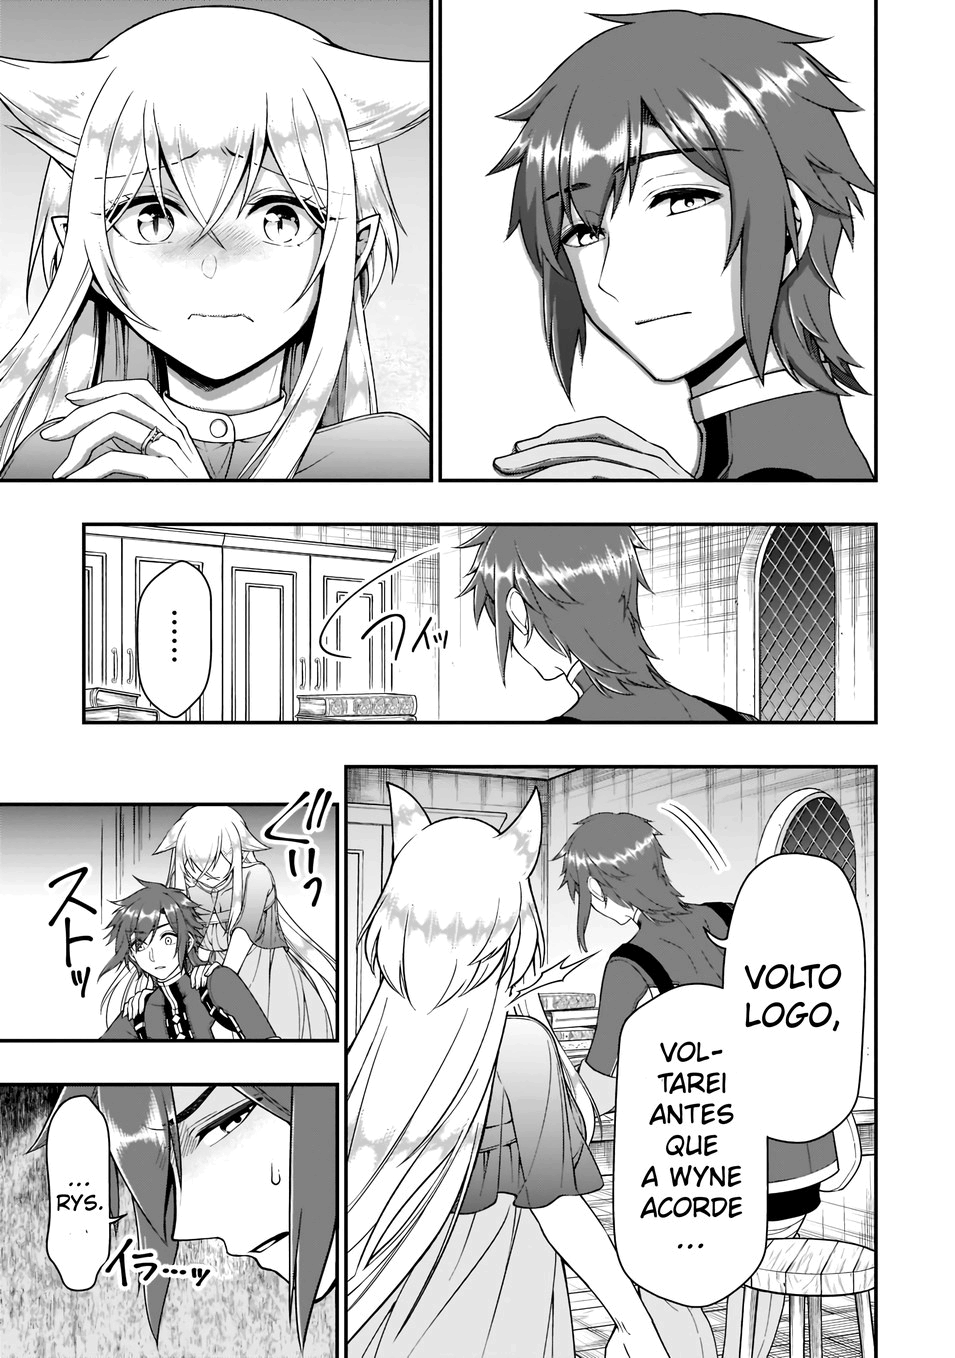 .......
フイッ
VOLTO
LOGO,
VOL-
TAREI
ANTES
QUE
A WYNE
ACORDE
...
ぐいっ
ストッ
...
RYS.
イラ…ッ